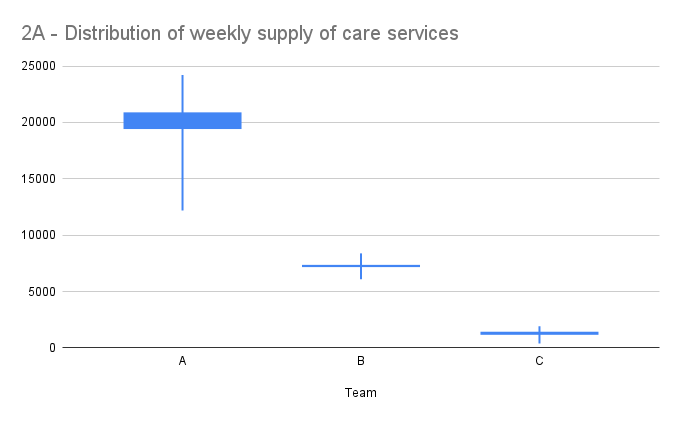 2A - Distribution of weekly supply of care services
25000
20000
15000
10000
5000
0
A B C
Team